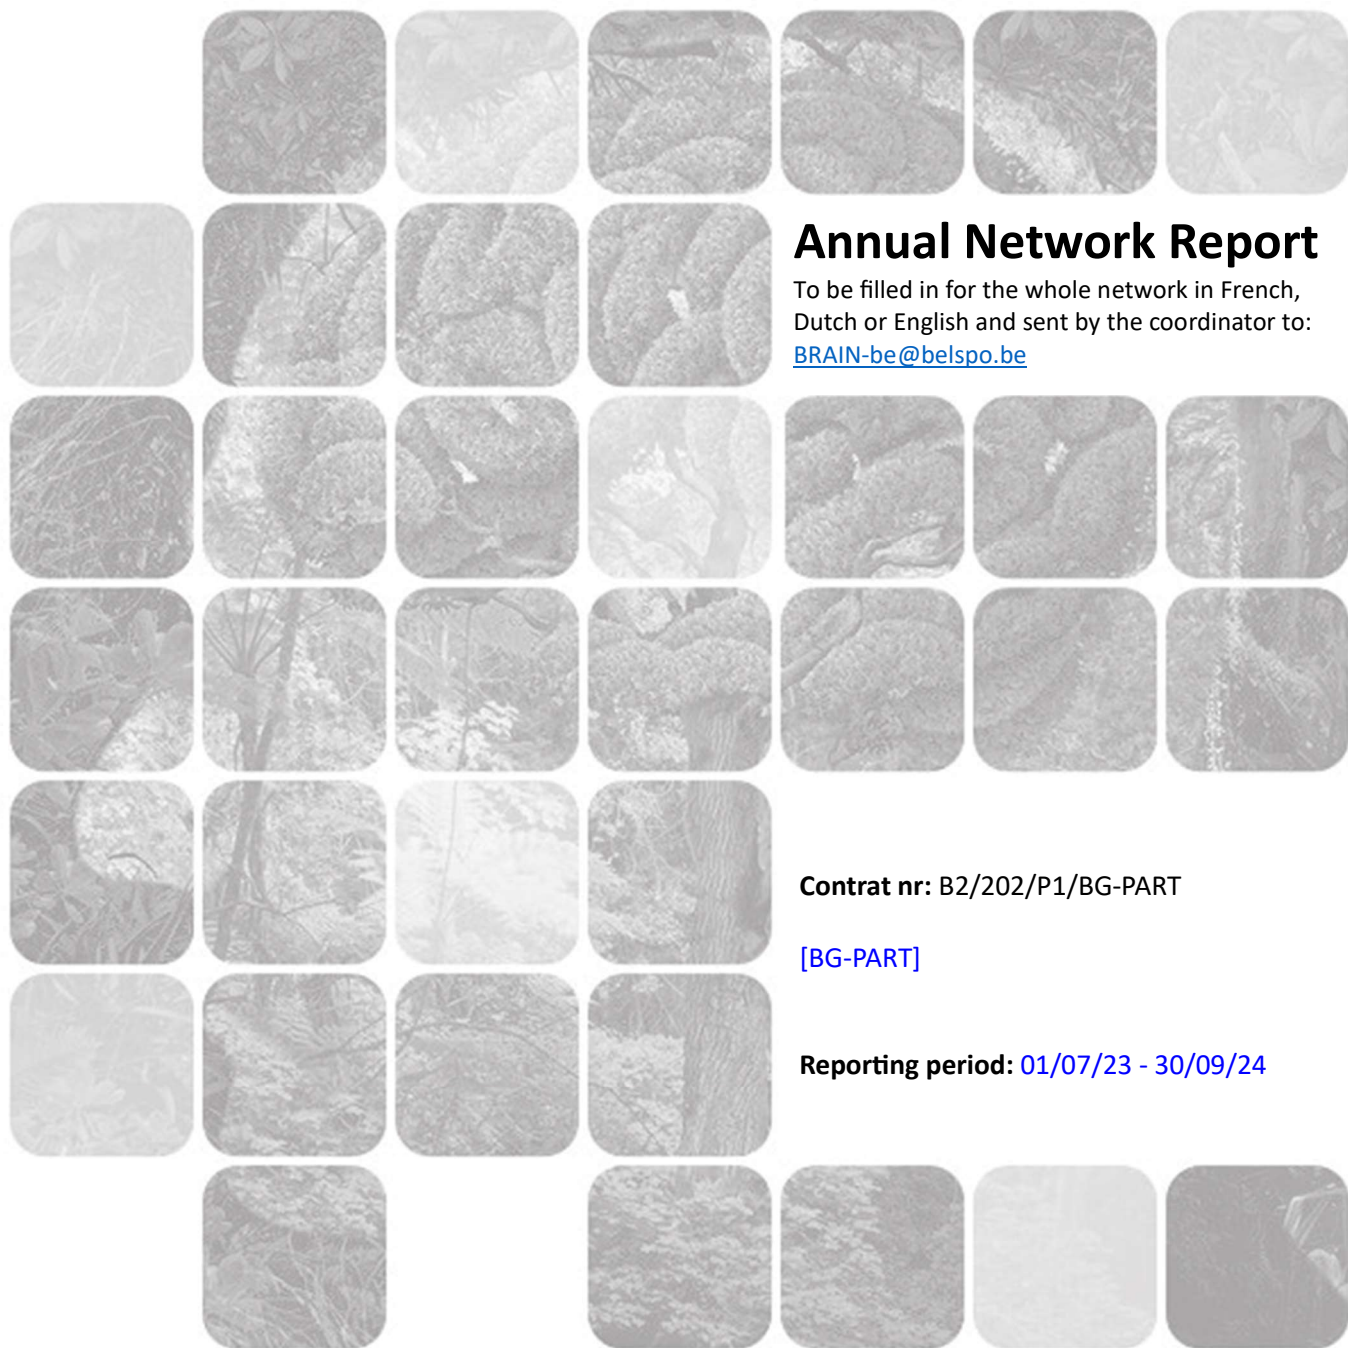 Annual Network Report
To be filled in for the whole network in French,
Dutch or English and sent by the coordinator to:
BRAIN-be@belspo.be
Contrat nr: B2/202/P1/BG-PART
[BG-PART]
Reporting period: 01/07/23 - 30/09/24